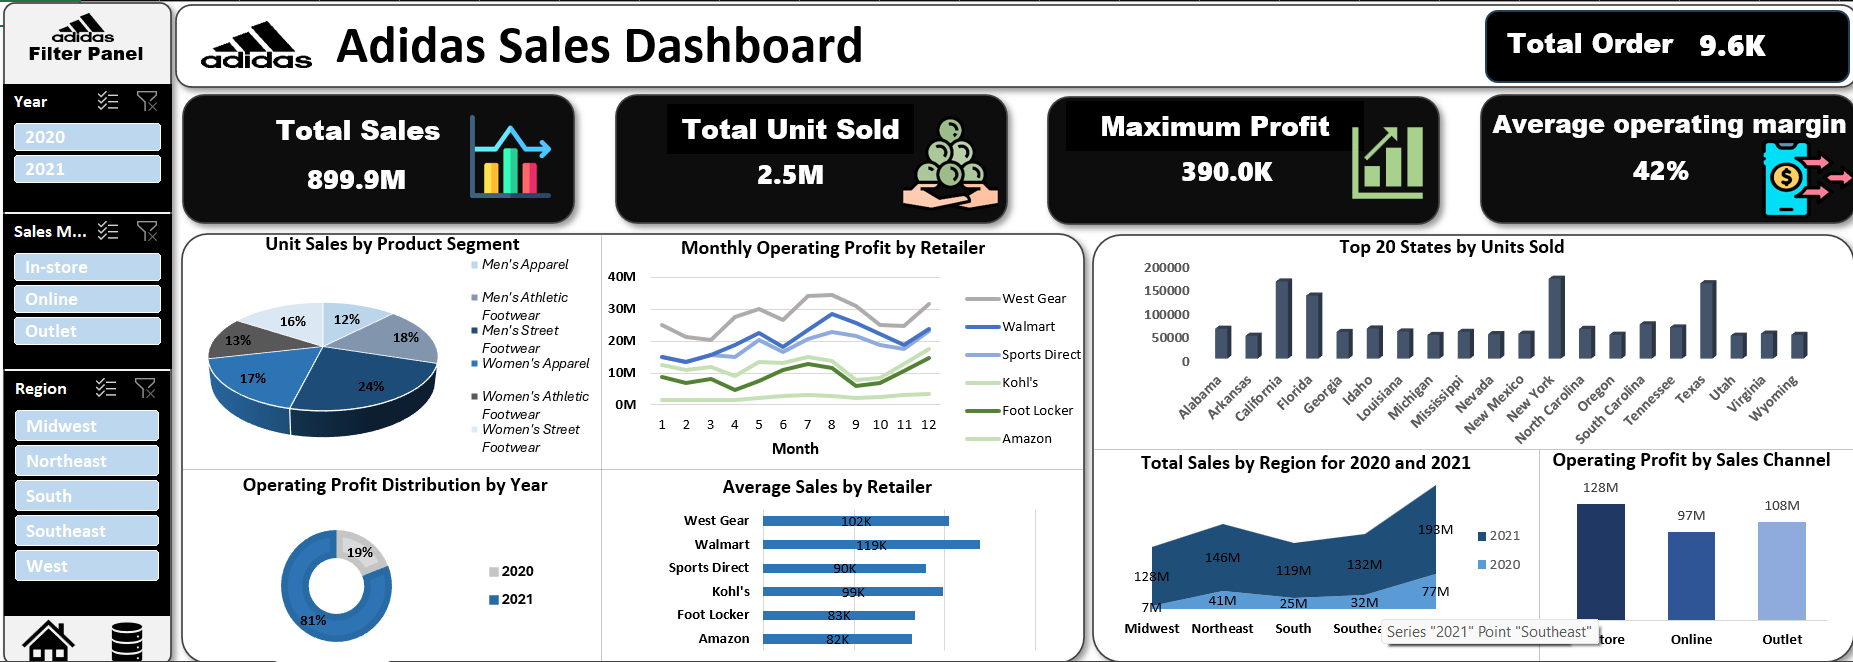 adidas
Filter Panel
Year
2020
2021
Sales M...
In-store
Online
Outlet
Region
Midwest
Northeast
South
Southeast
West
adidas
Adidas Sales Dashboard
Total Order 9.6K
Total Sales
899.9M
Total Unit Sold
2.5M
Maximum Profit
390.0K
Average operating margin
42%
$
Unit Sales by Product Segment
12%
18%
24%
17%
13%
16%
Men's Apparel
Men's Athletic
Footwear
Men's Street
Footwear
Women's Apparel
Women's Athletic
Footwear
Women's Street
Footwear
Monthly Operating Profit by Retailer
40M
30M
20M
10M
0M
1 2 3 4 5 6 7 8 9 10 11 12
Month
West Gear
Walmart
Sports Direct
Kohl's
Foot Locker
Amazon
Top 20 States by Units Sold
200000
150000
100000
50000
0
Alabama
Arkansas
California
Florida
Georgia
Idaho
Louisiana
Michigan
Mississippi
Nevada
New Mexico
New York
North Carolina
Oregon
South Carolina
Tennessee
Texas
Utah
Virginia
Wyoming
Operating Profit Distribution by Year
19%
81%
2020
2021
Average Sales by Retailer
West Gear 102K
Walmart 119K
Sports Direct 90K
Kohl's 99K
Foot Locker 83K
Amazon 82K
Total Sales by Region for 2020 and 2021
128M
146M
119M
132M
193M
7M
41M
25M
32M
77M
Midwest Northeast South Southea
2021
2020
Series "2021" Point "Southeast"
Operating Profit by Sales Channel
128M
97M
108M
tore Online Outlet